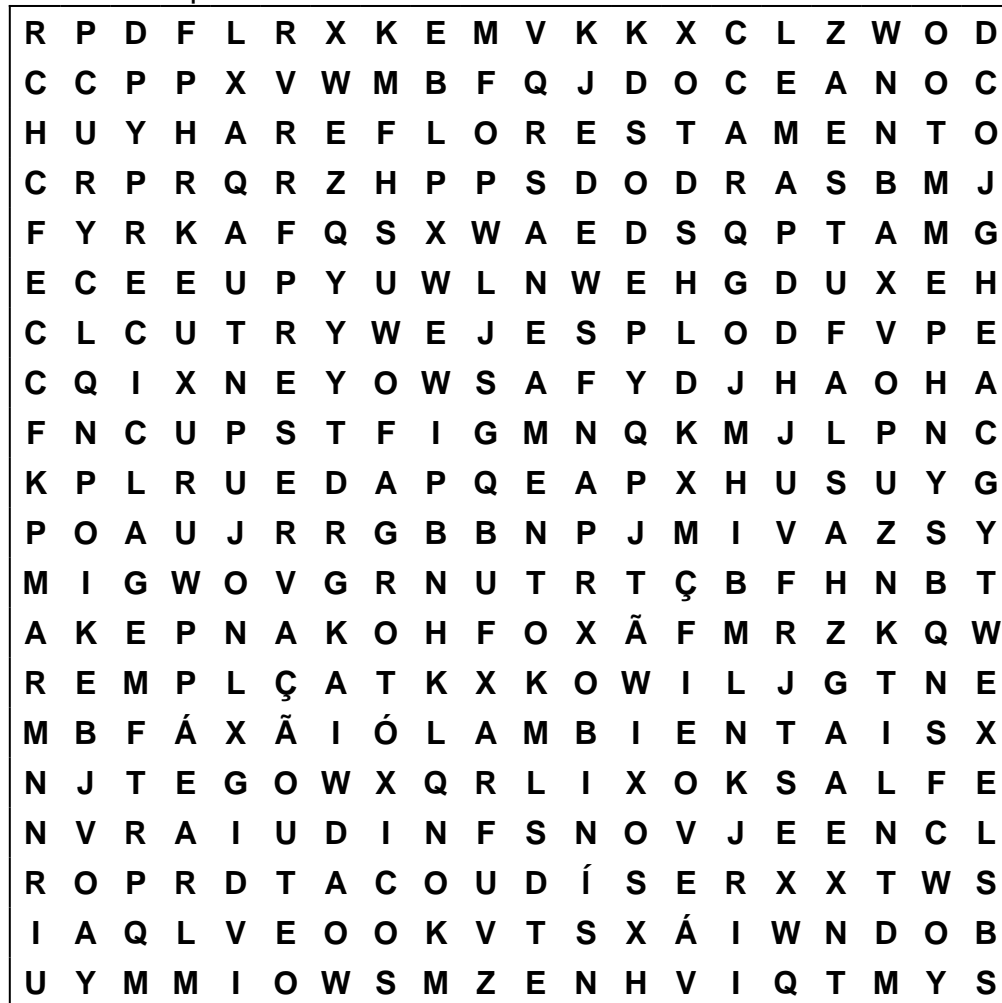 R P D F L R X K E M V K K X C L Z W O D
C C P P X V W M B F Q J D O C E A N O C
H U Y H A R E F L O R E S T A M E N T O
C R P R Q R Z H P P S D O D R A S B M J
F Y R K A F Q S X W A E D S Q P T A M G
E C E E U P Y U W L N W E H G D U X E H
C L C U T R Y W E J E S P L O D F V P E
C Q I X N E Y O W S A F Y D J H A O H A
F N C U P S T F I G M N Q K M J L P N C
K P L R U E D A P Q E A P X H U S U Y G
P O A U J R R G B B N P J M I V A Z S Y
M I G W O V G R N U T R T Ç B F H N B T
A K E P N A K O H F O X Ã F M R Z K Q W
R E M P L Ç A T K X K O W I L J G T N E
M B F Á X Ã I Ó L A M B I E N T A I S X
N J T E G O W X Q R L I X O K S A L F E
N V R A I U D I N F S N O V J E E N C L
R O P R D T A C O U D Í S E R X X T W S
I A Q L V E O O K V T S X Á I W N D O B
U Y M M I O W S M Z E N H V I Q T M Y S